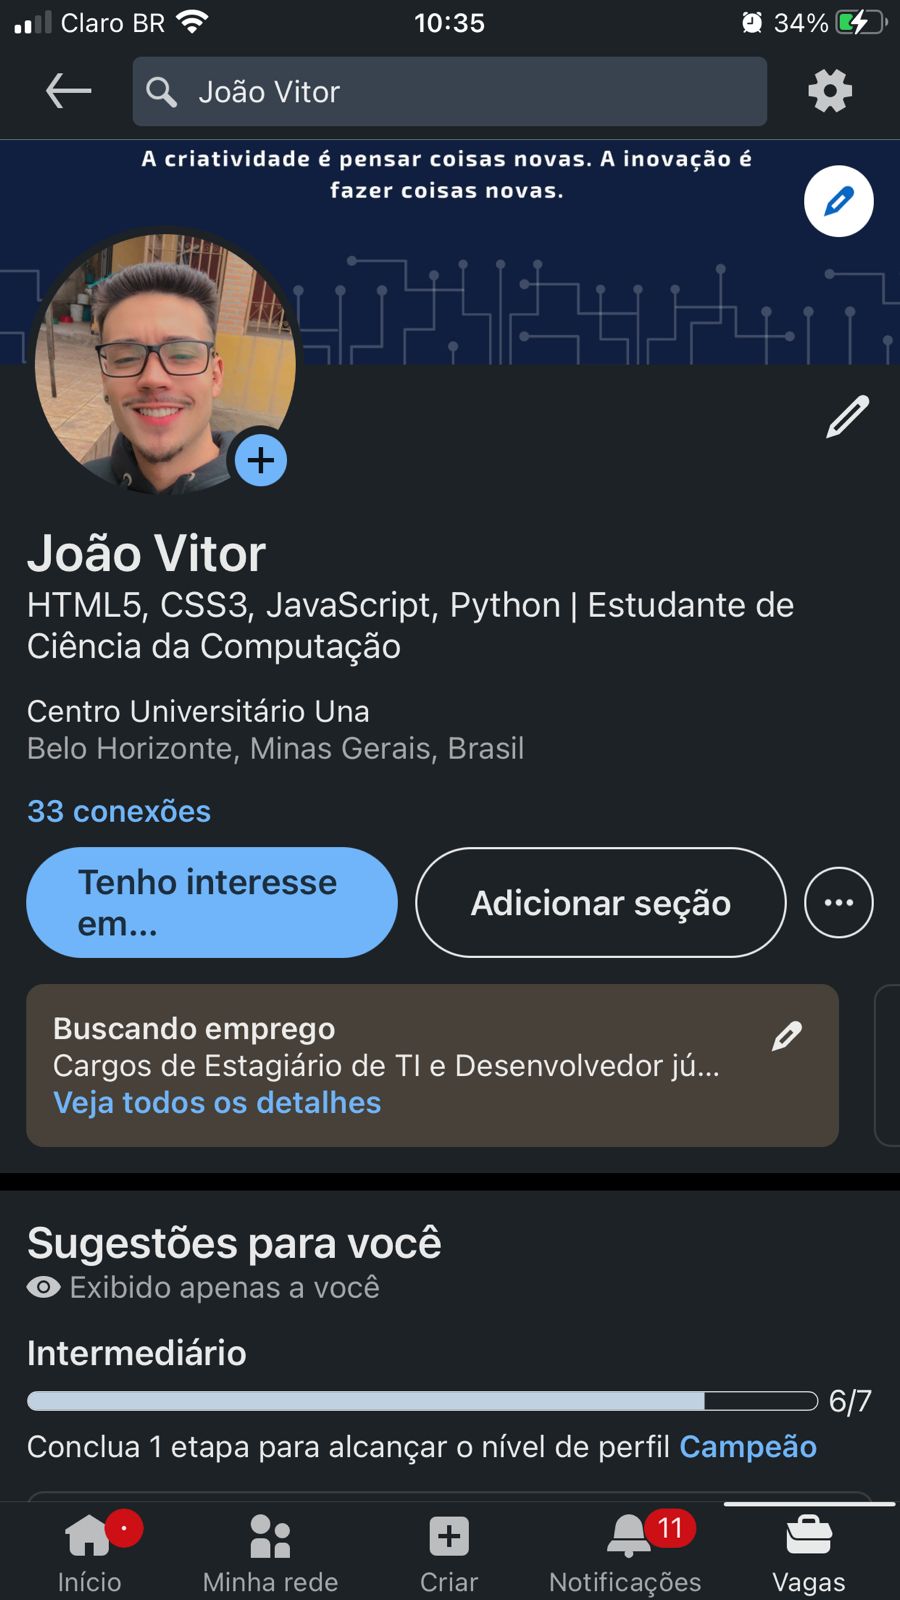 Claro BR
10:35
34%
João Vitor
A criatividade é pensar coisas novas. A inovação é
fazer coisas novas.
João Vitor
HTML5, CSS3, JavaScript, Python | Estudante de
Ciência da Computação
Centro Universitário Una
Belo Horizonte, Minas Gerais, Brasil
33 conexões
Tenho interesse
em...
Adicionar seção
Buscando emprego
Cargos de Estagiário de TI e Desenvolvedor jú...
Veja todos os detalhes
Sugestões para você
Exibido apenas a você
Intermediário
6/7
Conclua 1 etapa para alcançar o nível de perfil Campeão
11
Início
Minha rede
Criar
Notificações
Vagas